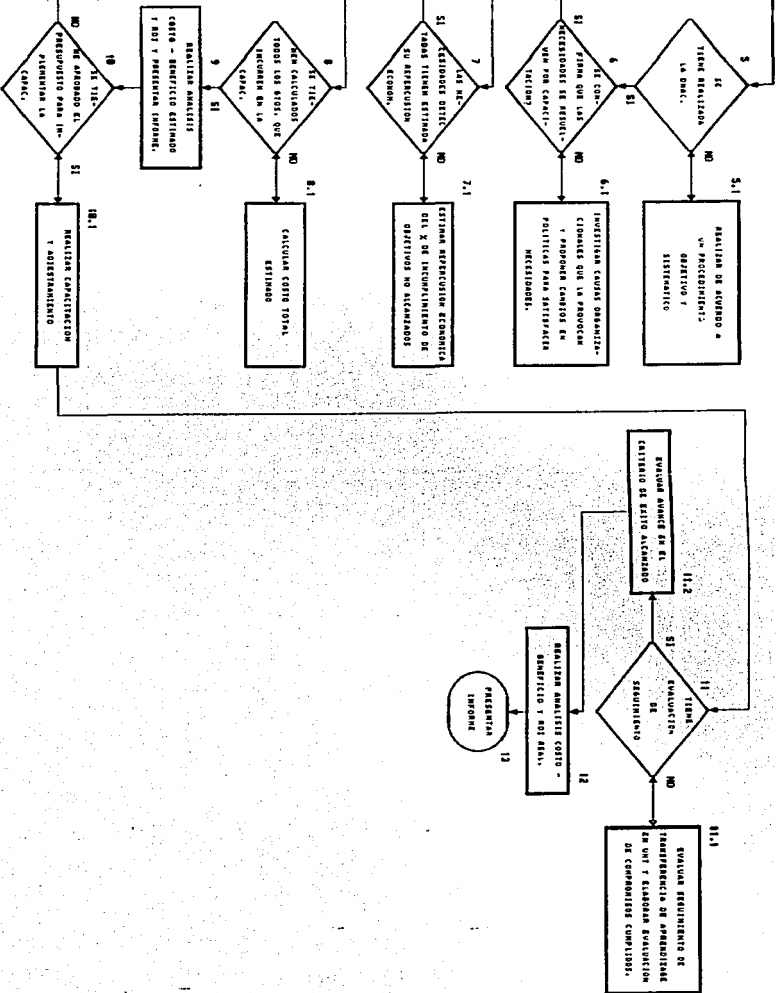 5
SE
TIENE REALIZADA
LA DNAC.
SI
NO
5.1
REALIZAR DE ACUERDO A
UN PROCEDIMIENTO
OBJETIVO Y
SISTEMATICO
6
SE CON-
FIRMA QUE LAS
NECESIDADES SE RESUEL-
VEN POR CAPACI-
TACION?
SI
NO
6.1
INVESTIGAR CAUSAS ORGANIZA-
CIONALES QUE LA PROVOCAN
Y PROPONER CAMBIOS EN
POLITICAS PARA SATISFACER
NECESIDADES.
7
LAS NE-
CESIDADES DETEC
TADAS TIENEN ESTIMADA
SU REPERCUSION
ECONOM.
SI
NO
7.1
ESTIMAR REPERCUSION ECONOMICA
DEL % DE INCUMPLIMIENTO DE
OBJETIVOS NO ALCANZADOS
8
SE TIE-
NEN CALCULADOS
TODOS LOS GTOS. QUE
INCURREN EN LA
CAPAC.
SI
NO
8.1
CALCULAR COSTO TOTAL
ESTIMADO
9
REALIZAR ANALISIS
COSTO - BENEFICIO ESTIMADO
Y ROI Y PRESENTAR INFORME.
10
SE TIE-
NE APROBADO EL
PRESUPUESTO PARA IM-
PLEMENTAR LA
CAPAC.
NO
SI
10.1
REALIZAR CAPACITACION
Y ADIESTRAMIENTO
11
TIENE
EVALUACION
DE
SEGUIMIENTO
SI
NO
11.1
EVALUAR SEGUIMIENTO DE
TRANSFERENCIA DE APRENDIZAGE
EN UNT Y ELABORAR EVALUACION
DE COMPROMISOS CUMPLIDOS.
11.2
EVALUAR AVANCE EN EL
CRITERIO DE EXITO ALCANZADO
12
REALIZAR ANALISIS COSTO -
BENEFICIO Y ROI REAL.
13
PRESENTAR
INFORME